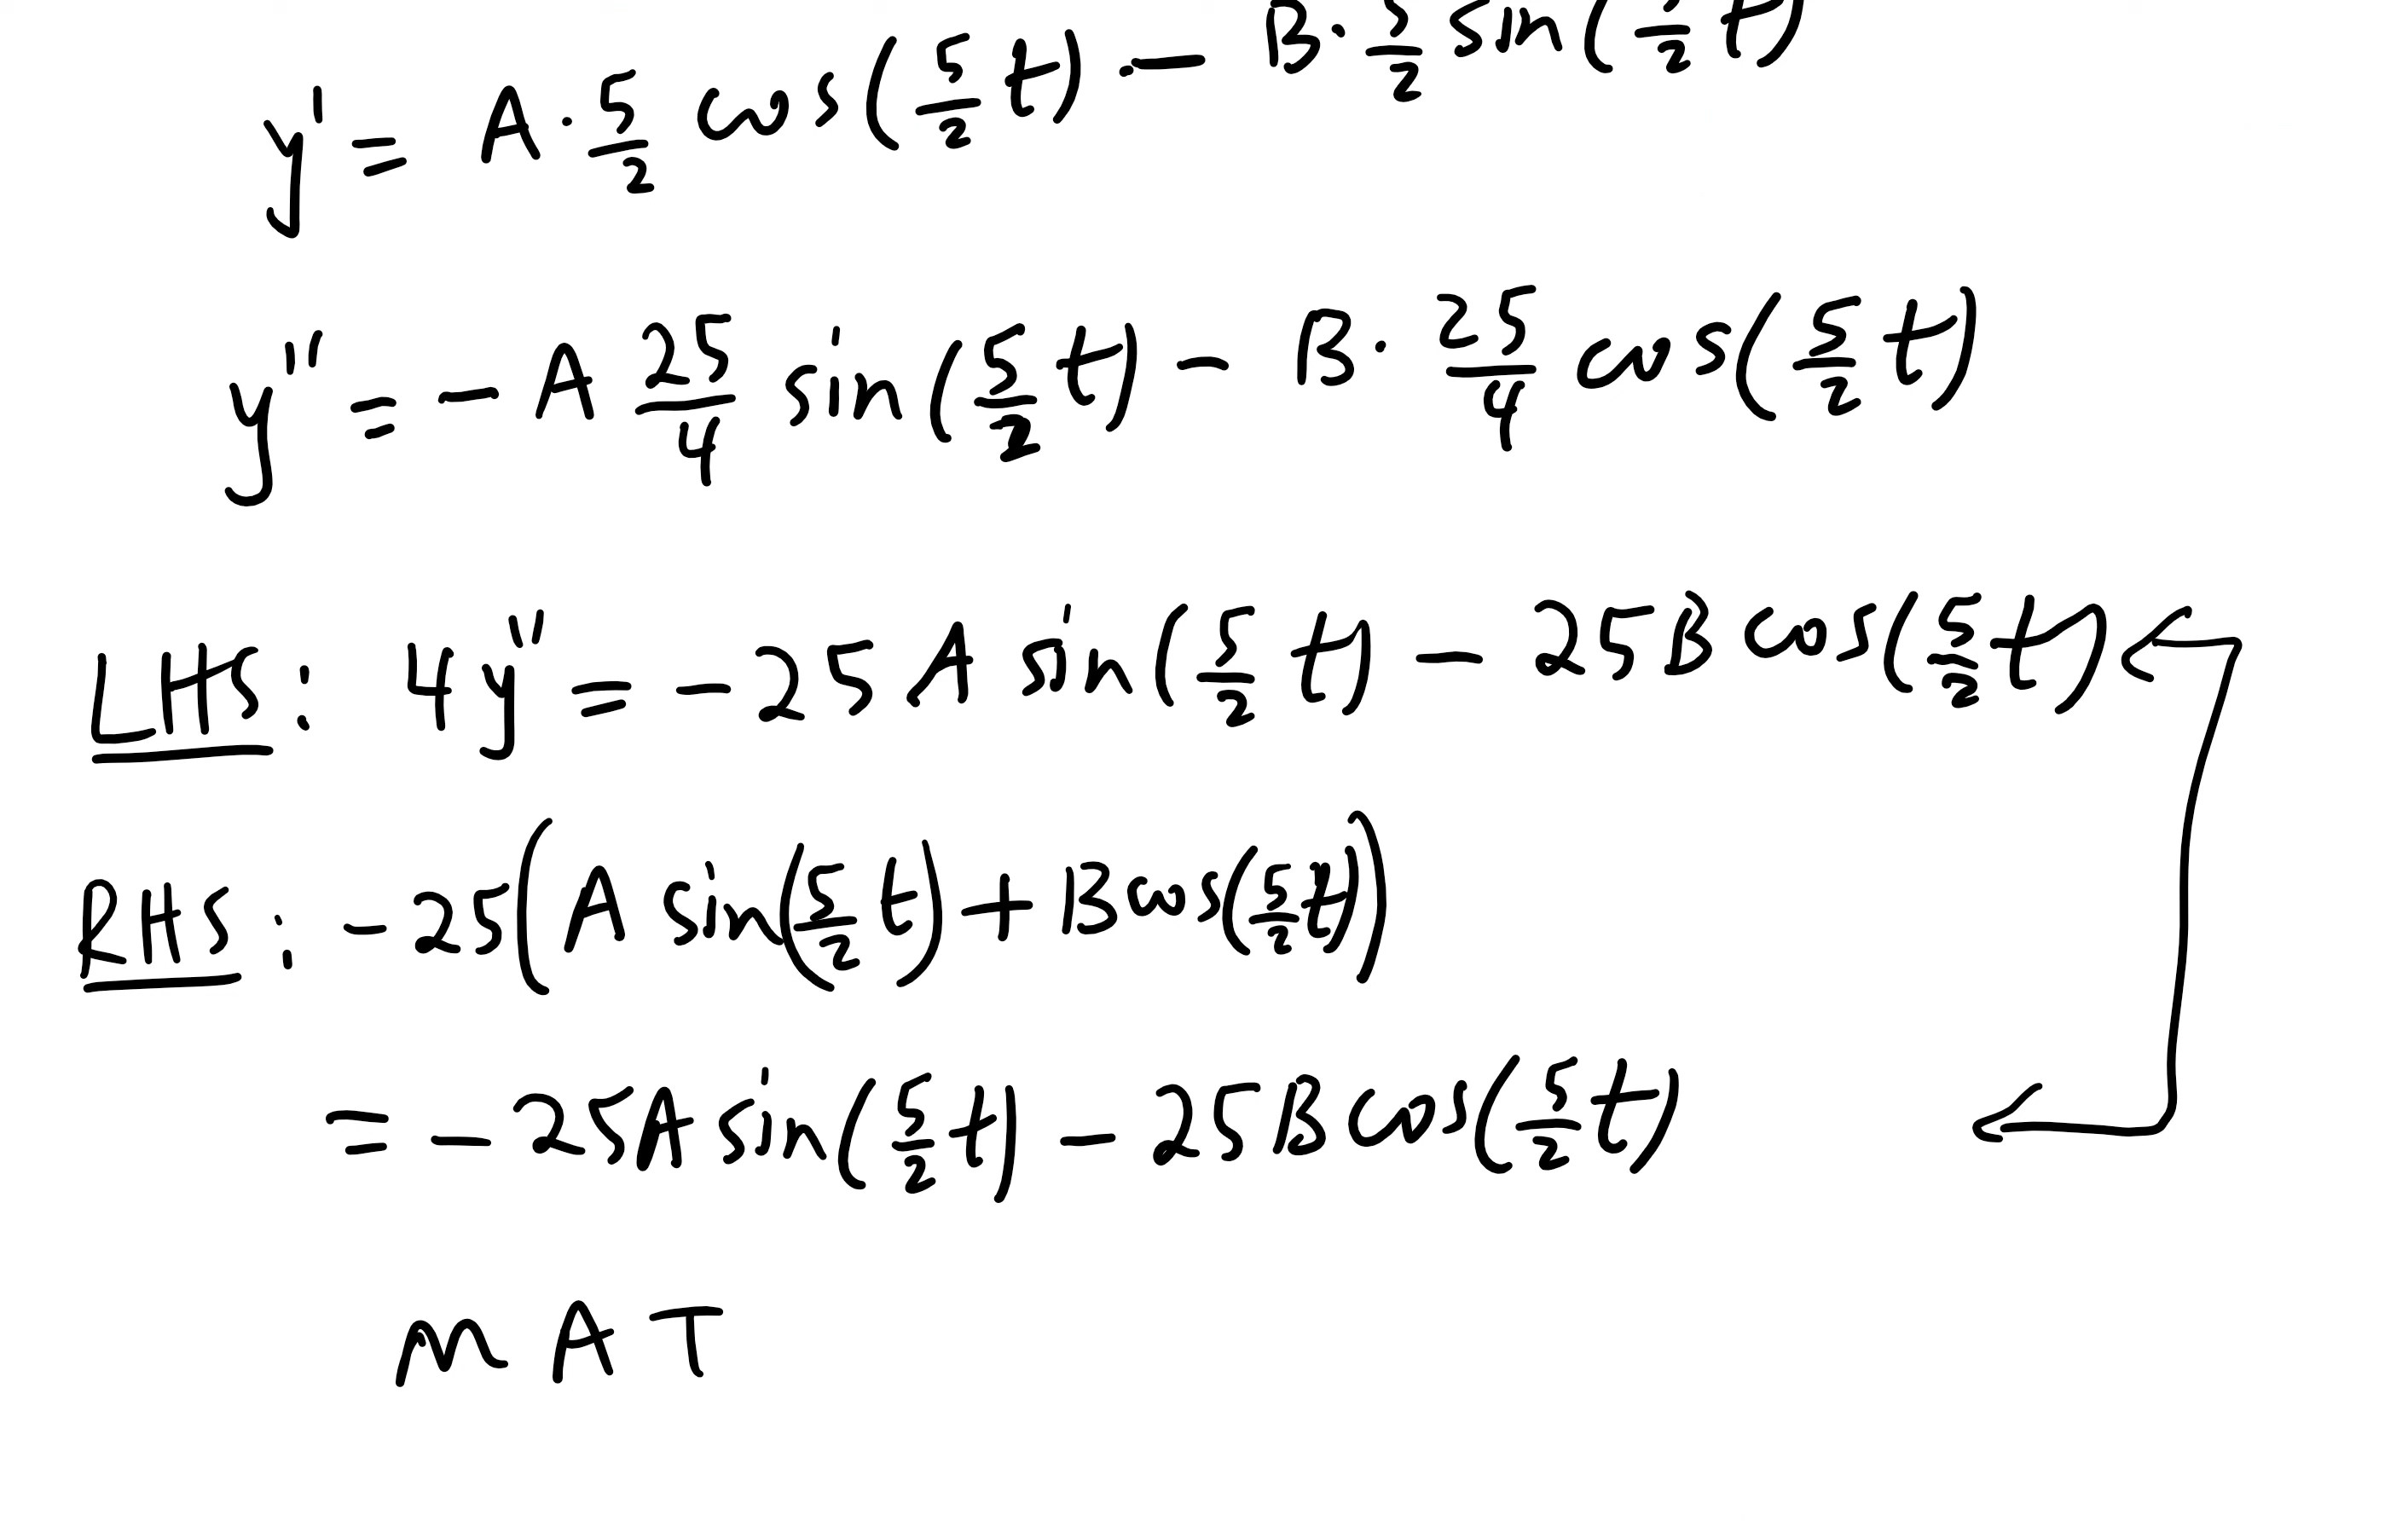 y' = A · 5/2 cos(5/2 t) - B · 5/2 sin(5/2 t)
y'' = - A 25/4 sin(5/2 t) - B · 25/4 cos(5/2 t)
LHS: 4y'' = -25 A sin(5/2 t) - 25B cos(5/2 t)
RHS: -25(A sin(5/2 t) + B cos(5/2 t))
= -25A sin(5/2 t) - 25B cos(5/2 t)
MAT